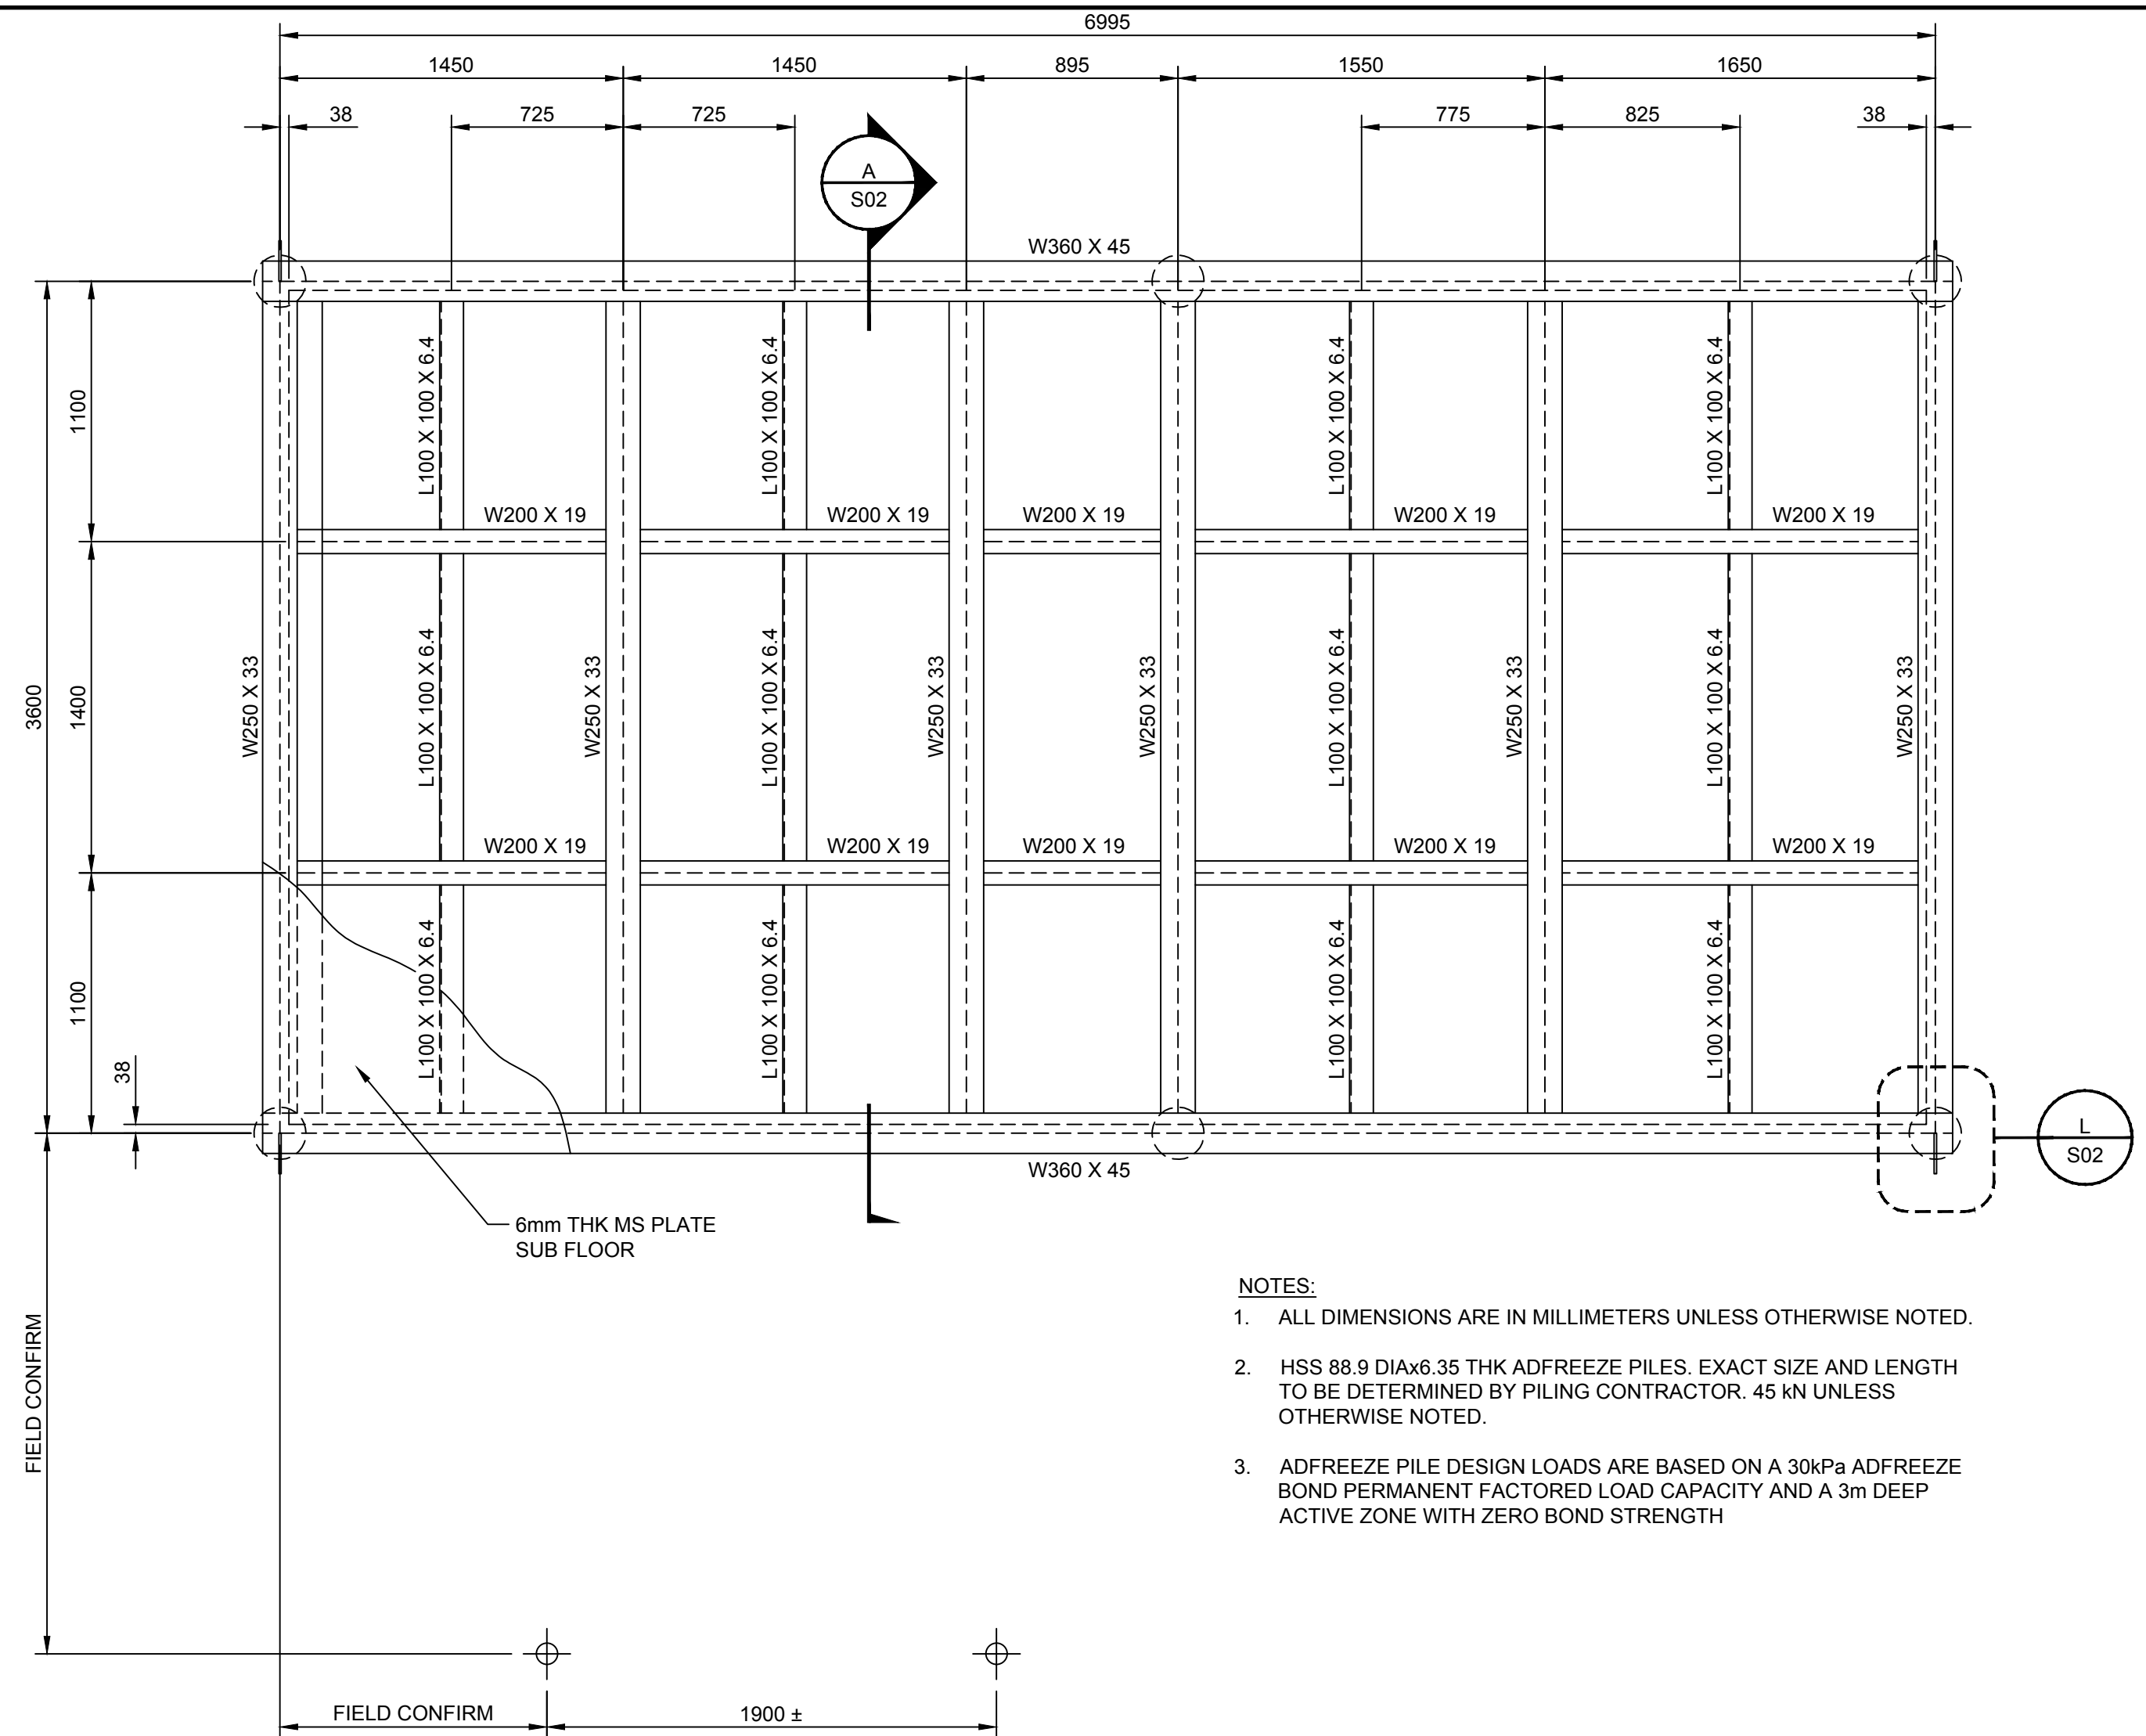 6995
1450
1450
895
1550
1650
38
725
725
775
825
38
A
S02
W360 X 45
L100 X 100 X 6.4
L100 X 100 X 6.4
L100 X 100 X 6.4
L100 X 100 X 6.4
1100
W200 X 19
W200 X 19
W200 X 19
W200 X 19
W200 X 19
3600
1400
W250 X 33
L100 X 100 X 6.4
W250 X 33
L100 X 100 X 6.4
W250 X 33
W250 X 33
L100 X 100 X 6.4
W250 X 33
L100 X 100 X 6.4
W250 X 33
W200 X 19
W200 X 19
W200 X 19
W200 X 19
W200 X 19
1100
L100 X 100 X 6.4
L100 X 100 X 6.4
L100 X 100 X 6.4
L100 X 100 X 6.4
38
L
S02
W360 X 45
6mm THK MS PLATE
SUB FLOOR
FIELD CONFIRM
NOTES:
1. ALL DIMENSIONS ARE IN MILLIMETERS UNLESS OTHERWISE NOTED.
2. HSS 88.9 DIAx6.35 THK ADFREEZE PILES. EXACT SIZE AND LENGTH
TO BE DETERMINED BY PILING CONTRACTOR. 45 kN UNLESS
OTHERWISE NOTED.
3. ADFREEZE PILE DESIGN LOADS ARE BASED ON A 30kPa ADFREEZE
BOND PERMANENT FACTORED LOAD CAPACITY AND A 3m DEEP
ACTIVE ZONE WITH ZERO BOND STRENGTH
FIELD CONFIRM
1900 ±